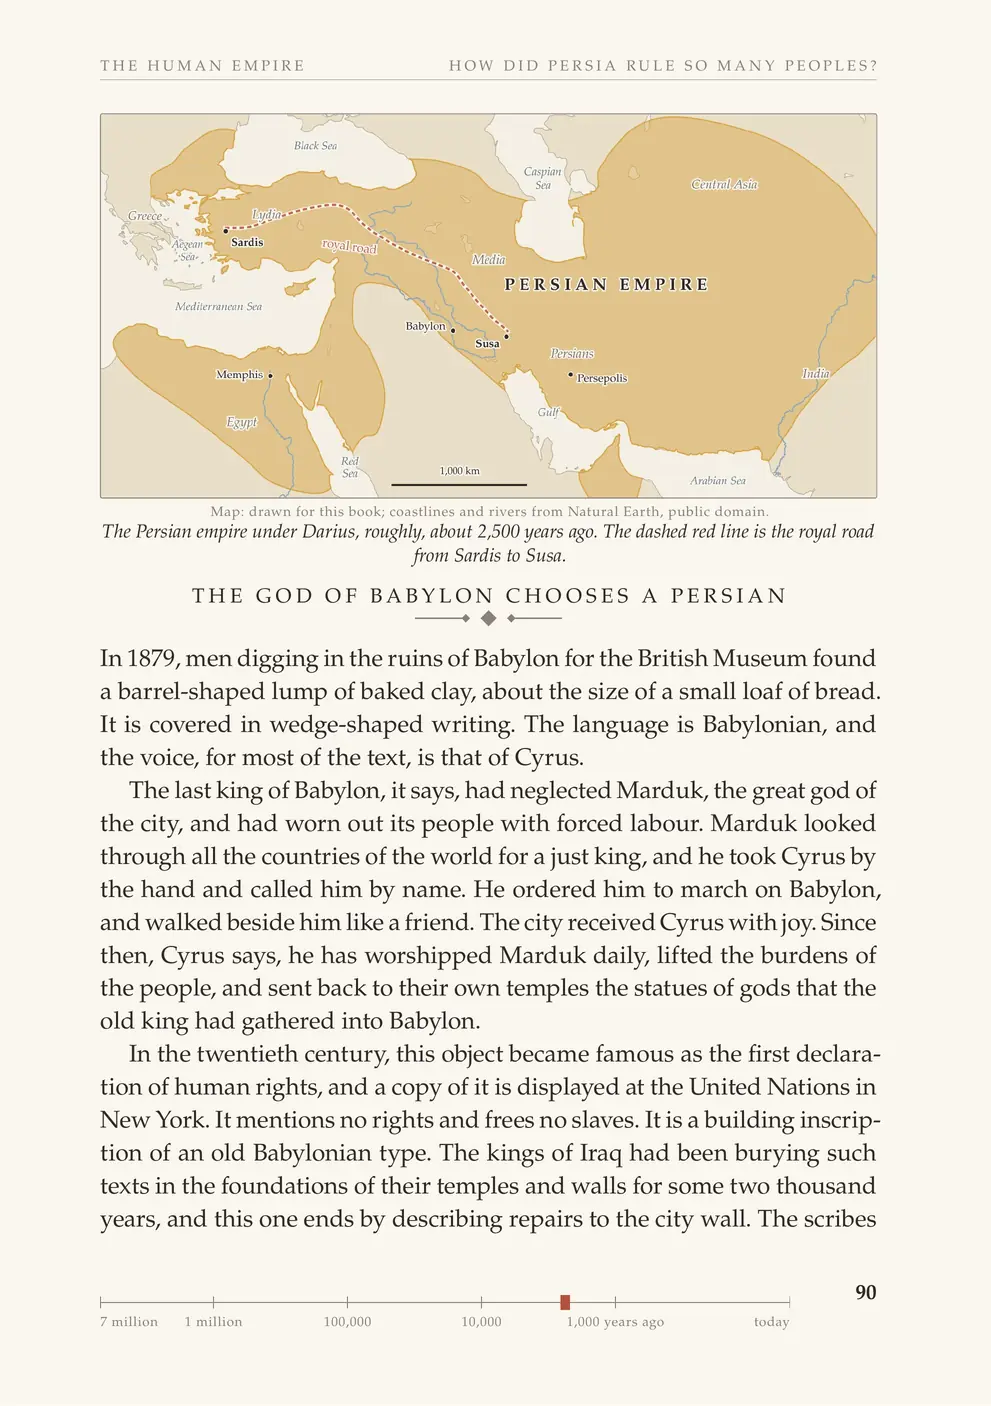 THE HUMAN EMPIRE
HOW DID PERSIA RULE SO MANY PEOPLES?
Black Sea
Caspian
Sea
Central Asia
Greece
Lydia
Aegean
Sea
Sardis
royal road
Media
PERSIAN EMPIRE
Mediterranean Sea
Babylon
Susa
Persians
Memphis
Persepolis
India
Egypt
Gulf
Red
Sea
1,000 km
Arabian Sea
Map: drawn for this book; coastlines and rivers from Natural Earth, public domain.
The Persian empire under Darius, roughly, about 2,500 years ago. The dashed red line is the royal road
from Sardis to Susa.
THE GOD OF BABYLON CHOOSES A PERSIAN
In 1879, men digging in the ruins of Babylon for the British Museum found
a barrel-shaped lump of baked clay, about the size of a small loaf of bread.
It is covered in wedge-shaped writing. The language is Babylonian, and
the voice, for most of the text, is that of Cyrus.
The last king of Babylon, it says, had neglected Marduk, the great god of
the city, and had worn out its people with forced labour. Marduk looked
through all the countries of the world for a just king, and he took Cyrus by
the hand and called him by name. He ordered him to march on Babylon,
and walked beside him like a friend. The city received Cyrus with joy. Since
then, Cyrus says, he has worshipped Marduk daily, lifted the burdens of
the people, and sent back to their own temples the statues of gods that the
old king had gathered into Babylon.
In the twentieth century, this object became famous as the first declara-
tion of human rights, and a copy of it is displayed at the United Nations in
New York. It mentions no rights and frees no slaves. It is a building inscrip-
tion of an old Babylonian type. The kings of Iraq had been burying such
texts in the foundations of their temples and walls for some two thousand
years, and this one ends by describing repairs to the city wall. The scribes
90
7 million
1 million
100,000
10,000
1,000 years ago
today